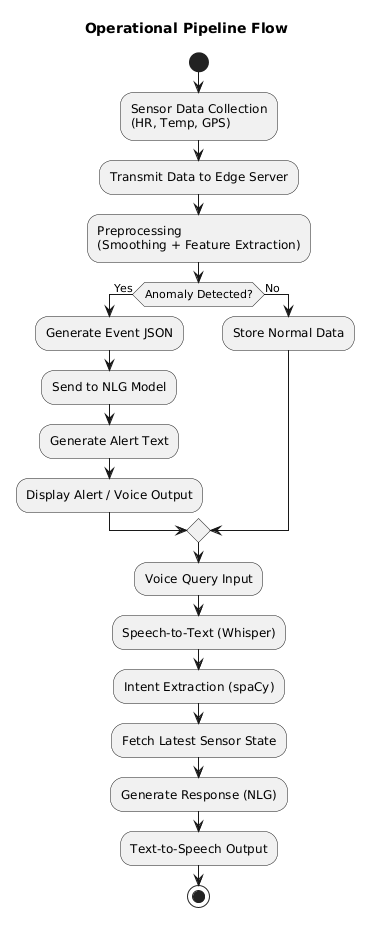 Operational Pipeline Flow
Sensor Data Collection
(HR, Temp, GPS)
Transmit Data to Edge Server
Preprocessing
(Smoothing + Feature Extraction)
Anomaly Detected?
Yes
No
Generate Event JSON
Store Normal Data
Send to NLG Model
Generate Alert Text
Display Alert / Voice Output
Voice Query Input
Speech-to-Text (Whisper)
Intent Extraction (spaCy)
Fetch Latest Sensor State
Generate Response (NLG)
Text-to-Speech Output